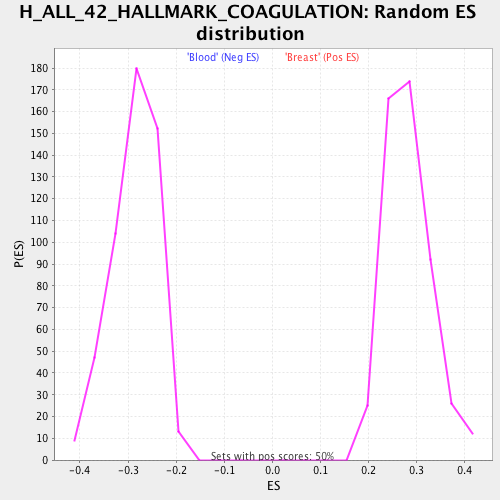 H_ALL_42_HALLMARK_COAGULATION: Random ES
distribution
'Blood' (Neg ES) 'Breast' (Pos ES)
180
170
160
150
140
130
120
110
100
90
80
70
60
50
40
30
20
10
0
P(ES)
Sets with pos scores: 50%
-0.4 -0.3 -0.2 -0.1 0.0 0.1 0.2 0.3 0.4
ES